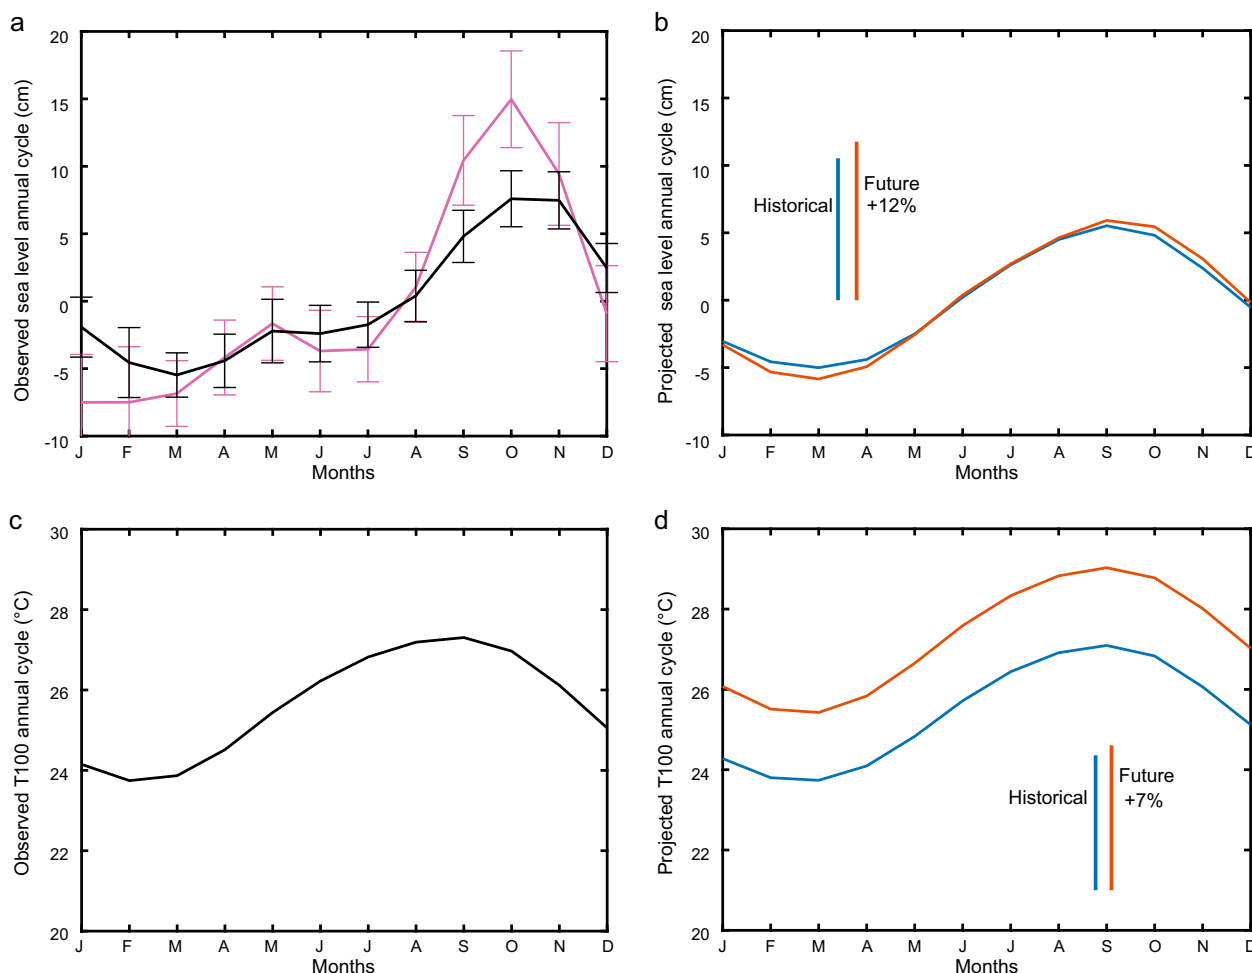 a
Observed sea level annual cycle (cm)
20
15
10
5
0
-5
-10
J F M A M J J A S O N D
Months
b
Projected sea level annual cycle (cm)
20
15
10
5
0
-5
-10
Historical
Future
+12%
J F M A M J J A S O N D
Months
c
Observed T100 annual cycle (°C)
30
28
26
24
22
20
J F M A M J J A S O N D
Months
d
Projected T100 annual cycle (°C)
30
28
26
24
22
20
Historical
Future
+7%
J F M A M J J A S O N D
Months